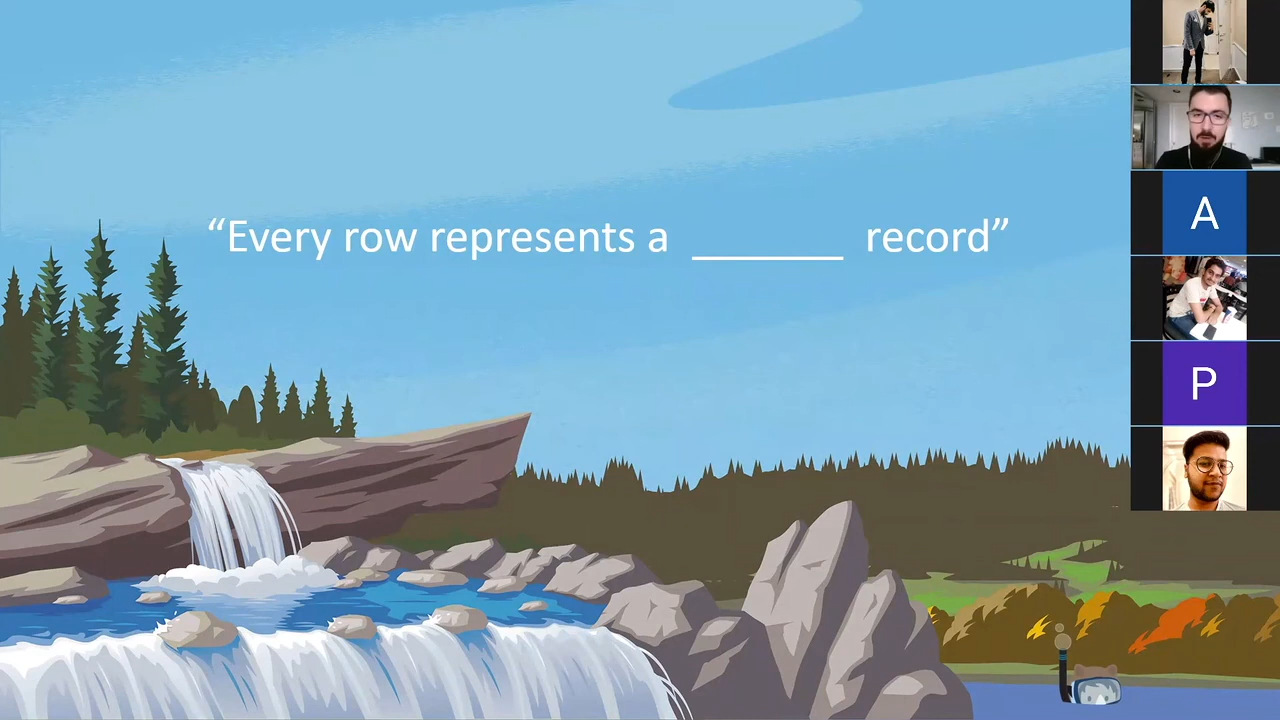 “Every row represents a _______ record”
A
P